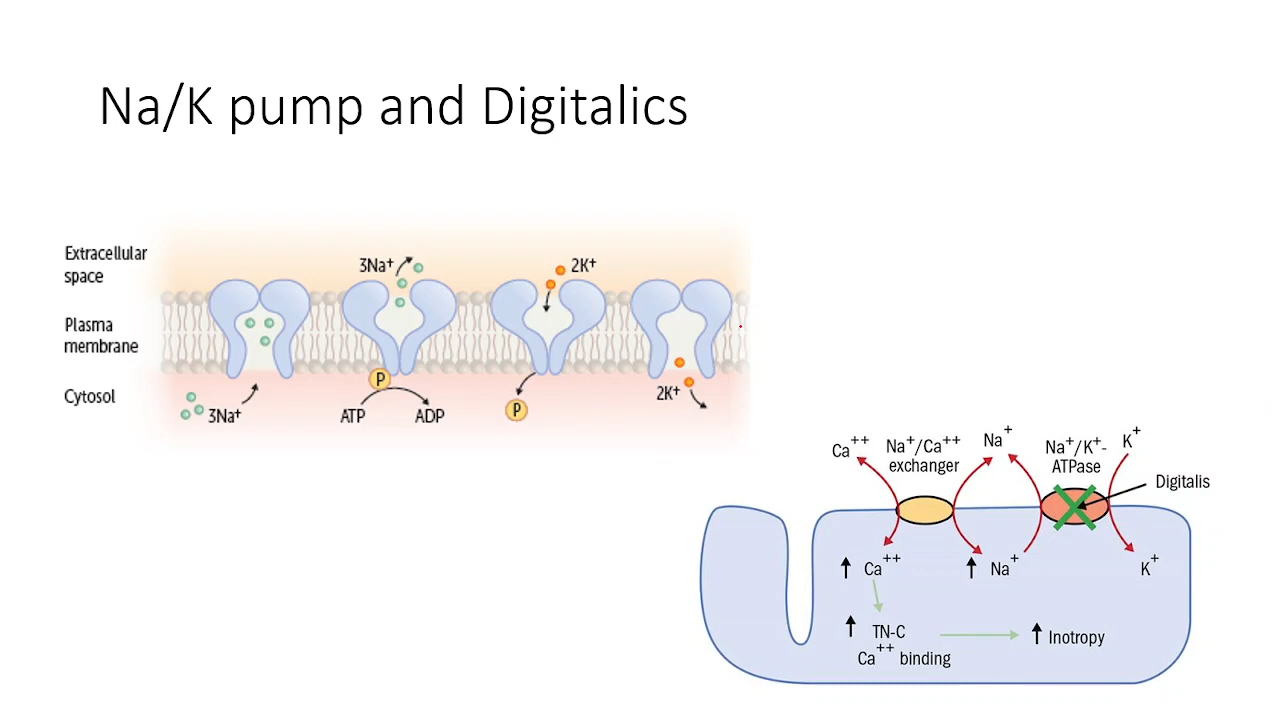 Na/K pump and Digitalics
Extracellular
space
Plasma
membrane
Cytosol
3Na⁺
3Na⁺
P
ATP
ADP
2K⁺
P
2K⁺
Ca⁺⁺
Na⁺/Ca⁺⁺
exchanger
Na⁺
Na⁺/K⁺-
ATPase
K⁺
Digitalis
Ca⁺⁺
Na⁺
K⁺
TN-C
Ca⁺⁺ binding
Inotropy